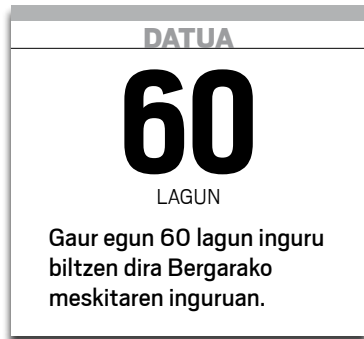 DATUA
60
LAGUN
Gaur egun 60 lagun inguru
biltzen dira Bergarako
meskitaren inguruan.